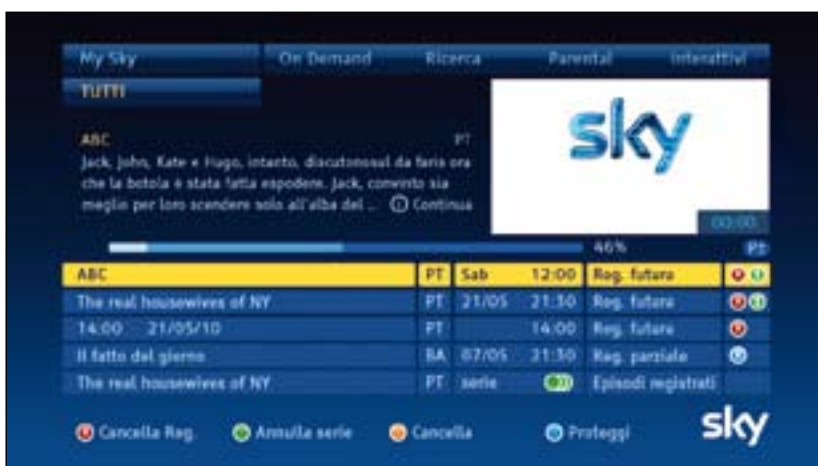 My Sky On Demand Ricerca Parental Interattivi
TUTTI
sky
ABC PT
Jack, John, Kate e Hugo, intanto, da ora
che la botola è stata fatta espodere. Jack, convinto sia
meglio per loro scendere solo all'alba del ... i Continua
00:00
46% P±
ABC PT Sab 12:00 Reg. futura
The real housewives of NY PT 21/05 21:30 Reg. futura
14:00 21/05/10 PT 14:00 Reg. futura
Il fatto del giorno BA 07/05 21:30 Reg. parziale
The real housewives of NY PT serie Episodi registrati
Cancella Reg. Annulla serie Cancella Proteggi
sky